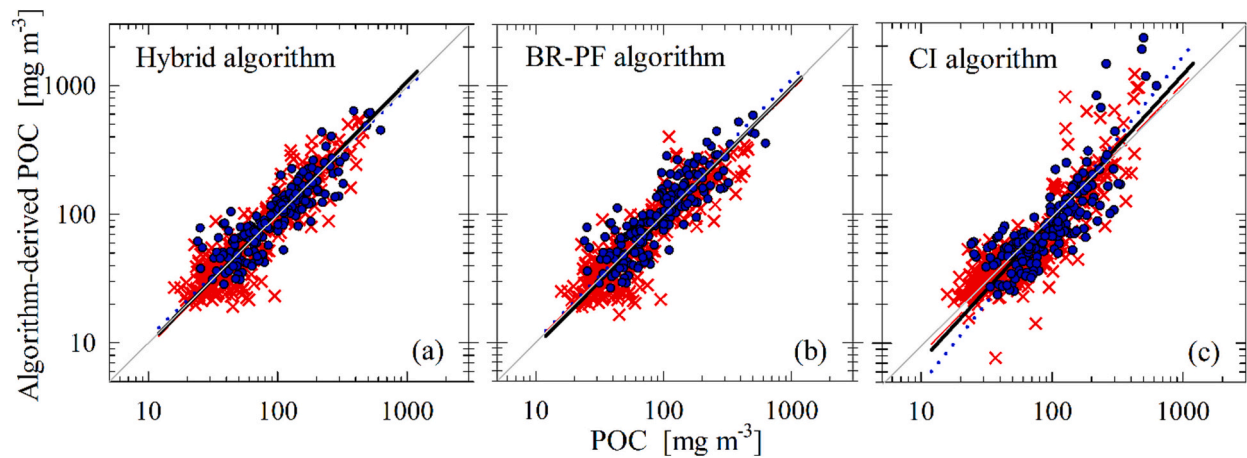 Algorithm-derived POC [mg m⁻³]
Hybrid algorithm
BR-PF algorithm
CI algorithm
1000
100
10
(a)
(b)
(c)
10 100 1000
10 100 1000
10 100 1000
POC [mg m⁻³]